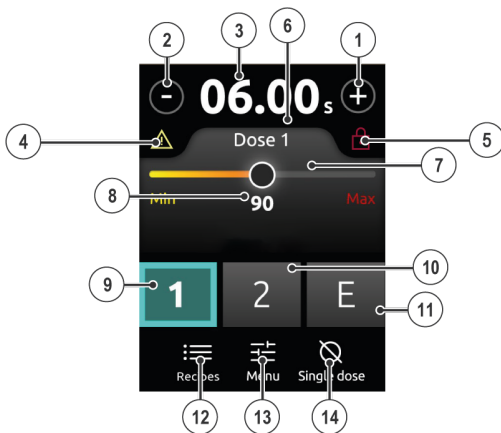 2 3 6 1
- 06.00 s +
4 Dose 1 5
7
8 Min 90 Max
9 1 2 E 10
11
Recipes Menu Single dose
12 13 14